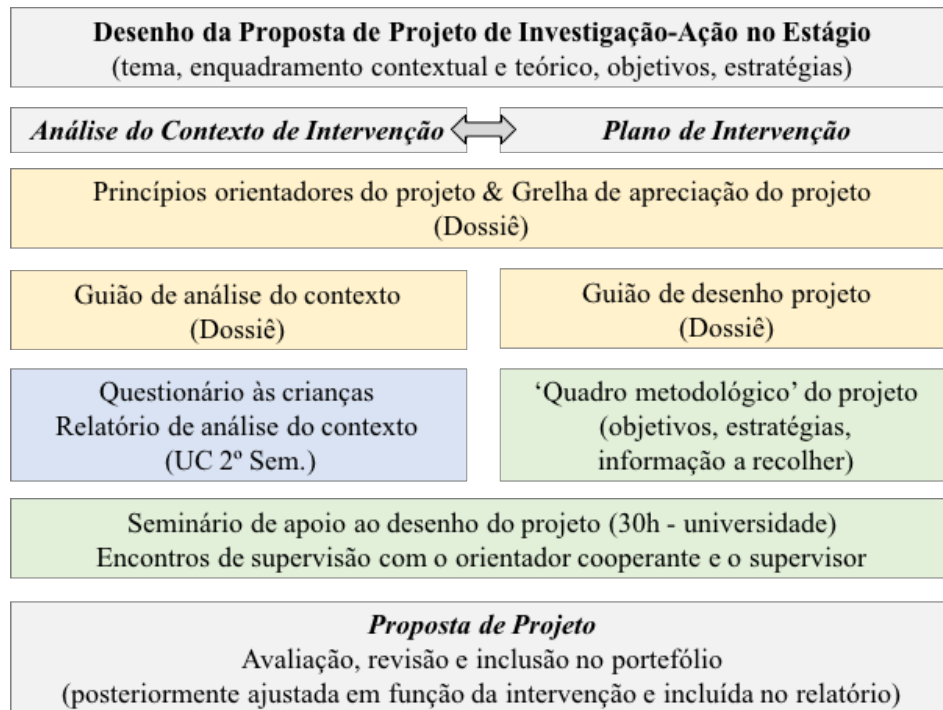 Desenho da Proposta de Projeto de Investigação-Ação no Estágio
(tema, enquadramento contextual e teórico, objetivos, estratégias)
Análise do Contexto de Intervenção
Plano de Intervenção
Princípios orientadores do projeto & Grelha de apreciação do projeto
(Dossiê)
Guião de análise do contexto
(Dossiê)
Guião de desenho projeto
(Dossiê)
Questionário às crianças
Relatório de análise do contexto
(UC 2º Sem.)
‘Quadro metodológico’ do projeto
(objetivos, estratégias,
informação a recolher)
Seminário de apoio ao desenho do projeto (30h - universidade)
Encontros de supervisão com o orientador cooperante e o supervisor
Proposta de Projeto
Avaliação, revisão e inclusão no portefólio
(posteriormente ajustada em função da intervenção e incluída no relatório)